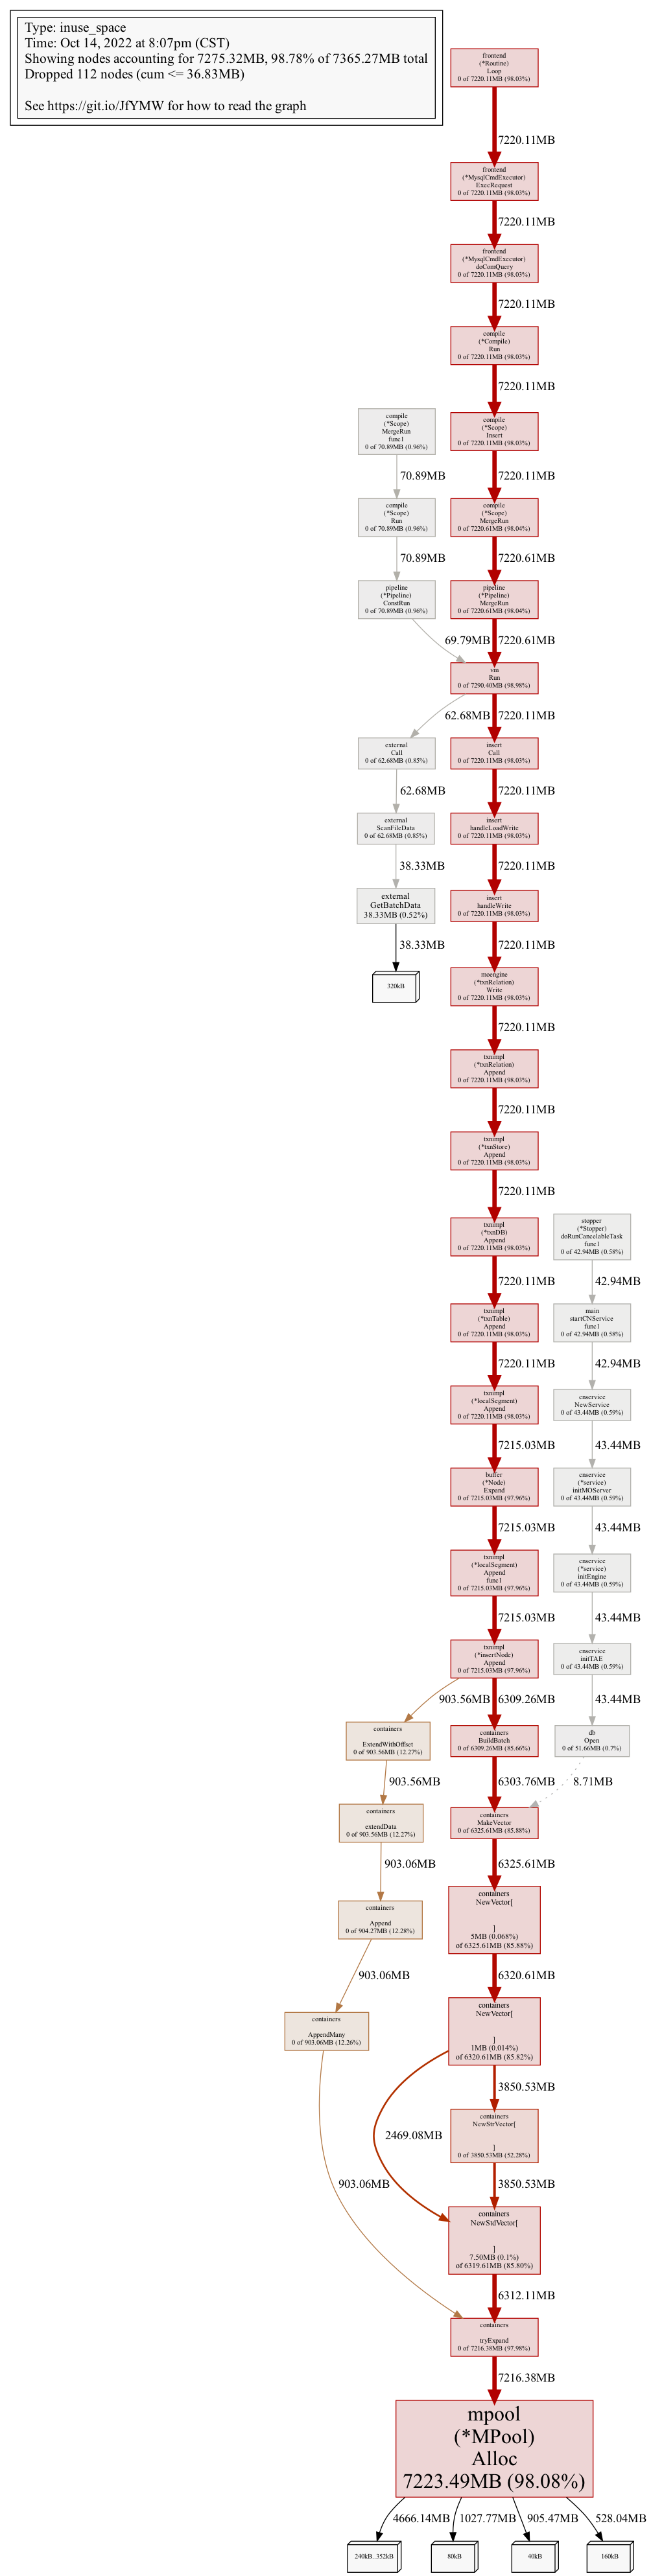 Type: inuse_space
Time: Oct 14, 2022 at 8:07pm (CST)
Showing nodes accounting for 7275.32MB, 98.78% of 7365.27MB total
Dropped 112 nodes (cum <= 36.83MB)
See https://git.io/JfYMW for how to read the graph
frontend
(*Routine)
Loop
0 of 7220.11MB (98.03%)
7220.11MB
frontend
(*MysqlCmdExecutor)
ExecRequest
0 of 7220.11MB (98.03%)
7220.11MB
frontend
(*MysqlCmdExecutor)
doComQuery
0 of 7220.11MB (98.03%)
7220.11MB
compile
(*Compile)
Run
0 of 7220.11MB (98.03%)
7220.11MB
compile
(*Scope)
MergeRun
func1
0 of 70.89MB (0.96%)
compile
(*Scope)
Insert
0 of 7220.11MB (98.03%)
70.89MB
7220.11MB
compile
(*Scope)
Run
0 of 70.89MB (0.96%)
compile
(*Scope)
MergeRun
0 of 7220.61MB (98.04%)
70.89MB
7220.61MB
pipeline
(*Pipeline)
ConstRun
0 of 70.89MB (0.96%)
pipeline
(*Pipeline)
MergeRun
0 of 7220.61MB (98.04%)
69.79MB
7220.61MB
vm
Run
0 of 7290.40MB (98.98%)
62.68MB
7220.11MB
external
Call
0 of 62.68MB (0.85%)
insert
Call
0 of 7220.11MB (98.03%)
62.68MB
7220.11MB
external
ScanFileData
0 of 62.68MB (0.85%)
insert
handleLoadWrite
0 of 7220.11MB (98.03%)
38.33MB
7220.11MB
external
GetBatchData
38.33MB (0.52%)
insert
handleWrite
0 of 7220.11MB (98.03%)
38.33MB
7220.11MB
320kB
moengine
(*txnRelation)
Write
0 of 7220.11MB (98.03%)
7220.11MB
txnimpl
(*txnRelation)
Append
0 of 7220.11MB (98.03%)
7220.11MB
txnimpl
(*txnStore)
Append
0 of 7220.11MB (98.03%)
7220.11MB
txnimpl
(*txnDB)
Append
0 of 7220.11MB (98.03%)
stopper
(*Stopper)
doRunCancelableTask
func1
0 of 42.94MB (0.58%)
7220.11MB
42.94MB
txnimpl
(*txnTable)
Append
0 of 7220.11MB (98.03%)
main
startCNService
func1
0 of 42.94MB (0.58%)
7220.11MB
42.94MB
txnimpl
(*localSegment)
Append
0 of 7220.11MB (98.03%)
cnservice
NewService
0 of 43.44MB (0.59%)
7215.03MB
43.44MB
buffer
(*Node)
Expand
0 of 7215.03MB (97.96%)
cnservice
(*service)
initMOServer
0 of 43.44MB (0.59%)
7215.03MB
43.44MB
txnimpl
(*localSegment)
Append
func1
0 of 7215.03MB (97.96%)
cnservice
(*service)
initEngine
0 of 43.44MB (0.59%)
7215.03MB
43.44MB
txnimpl
(*insertNode)
Append
0 of 7215.03MB (97.96%)
cnservice
initTAE
0 of 43.44MB (0.59%)
903.56MB
6309.26MB
43.44MB
containers
ExtendWithOffset
0 of 903.56MB (12.27%)
containers
BuildBatch
0 of 6309.26MB (85.66%)
db
Open
0 of 51.66MB (0.7%)
903.56MB
6303.76MB
8.71MB
containers
extendData
0 of 903.56MB (12.27%)
containers
MakeVector
0 of 6325.61MB (85.88%)
903.06MB
6325.61MB
containers
Append
0 of 904.27MB (12.28%)
containers
NewVector[
]
5MB (0.068%)
of 6325.61MB (85.88%)
903.06MB
6320.61MB
containers
AppendMany
0 of 903.06MB (12.26%)
containers
NewVector[
]
1MB (0.014%)
of 6320.61MB (85.82%)
3850.53MB
2469.08MB
containers
NewStrVector[
]
0 of 3850.53MB (52.28%)
903.06MB
3850.53MB
containers
NewStdVector[
]
7.50MB (0.1%)
of 6319.61MB (85.80%)
6312.11MB
containers
tryExpand
0 of 7216.38MB (97.98%)
7216.38MB
mpool
(*MPool)
Alloc
7223.49MB (98.08%)
4666.14MB
1027.77MB
905.47MB
528.04MB
240kB..352kB
80kB
40kB
160kB